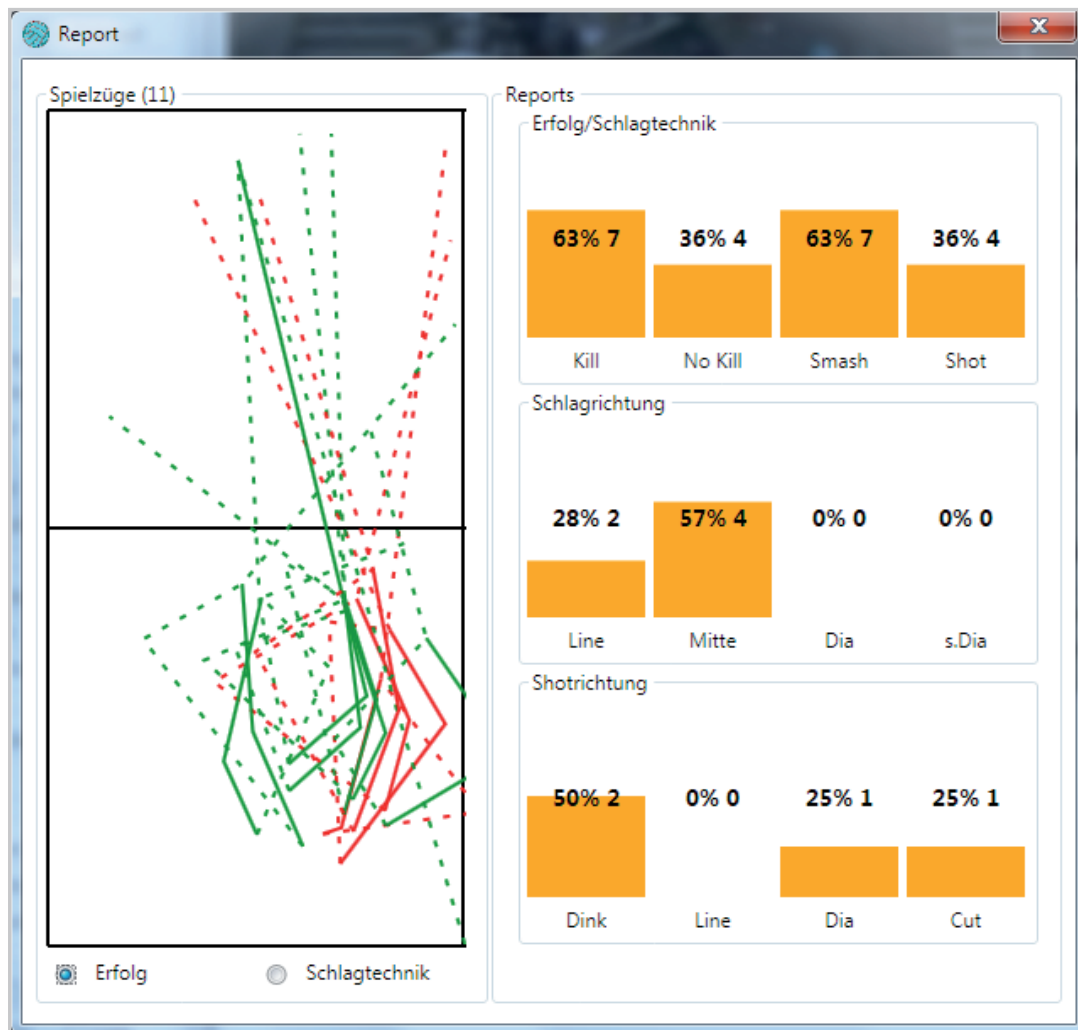 Report
Spielzüge (11)
Erfolg
Schlagtechnik
Reports
Erfolg/Schlagtechnik
63% 7 36% 4 63% 7 36% 4
Kill No Kill Smash Shot
Schlagrichtung
28% 2 57% 4 0% 0 0% 0
Line Mitte Dia s.Dia
Shotrichtung
50% 2 0% 0 25% 1 25% 1
Dink Line Dia Cut